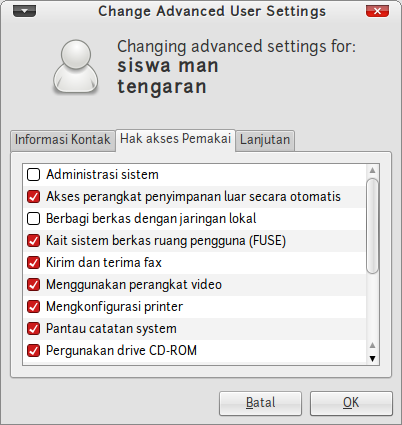 Change Advanced User Settings
Changing advanced settings for:
siswa man
tengaran
Informasi Kontak
Hak akses Pemakai
Lanjutan
Administrasi sistem
Akses perangkat penyimpanan luar secara otomatis
Berbagi berkas dengan jaringan lokal
Kait sistem berkas ruang pengguna (FUSE)
Kirim dan terima fax
Menggunakan perangkat video
Mengkonfigurasi printer
Pantau catatan system
Pergunakan drive CD-ROM
Batal
OK